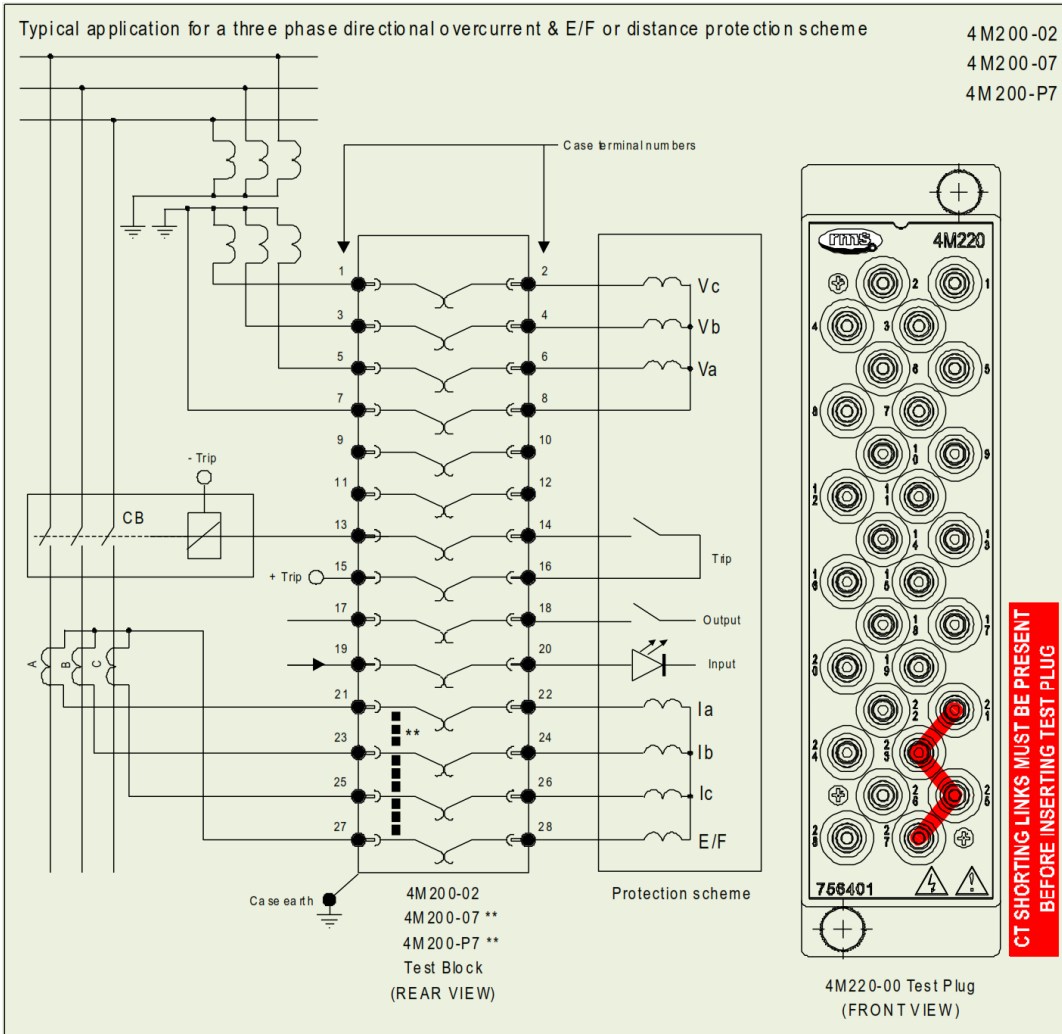 Typical application for a three phase directional overcurrent & E/F or distance protection scheme
4M200-02
4M200-07
4M200-P7
Case terminal numbers
1 2 Vc
3 4 Vb
5 6 Va
7 8
9 10
11 12
- Trip
CB
13 14
Trip
+ Trip 15 16
17 18 Output
19 20 Input
A B C
21 22 Ia
**
23 24 Ib
25 26 Ic
27 28 E/F
Case earth
4M200-02
4M200-07 **
4M200-P7 **
Test Block
(REAR VIEW)
Protection scheme
rms 4M220
2 1
4 3
6 5
8 7
10 9
12 11
14 13
16 15
18 17
20 19
22 21
24 23
26 25
28 27
756401
CT SHORTING LINKS MUST BE PRESENT
BEFORE INSERTING TEST PLUG
4M220-00 Test Plug
(FRONT VIEW)